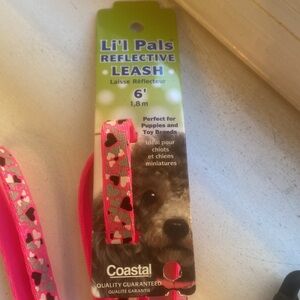 Li'l Pals
REFLECTIVE
LEASH
Laisse Réflecteur
6'
1,8 m
Perfect for
Puppies and
Toy Breeds
Idéal pour
chiots
et chiens
miniatures
Coastal
QUALITY GUARANTEED
QUALITÉ GARANTIE